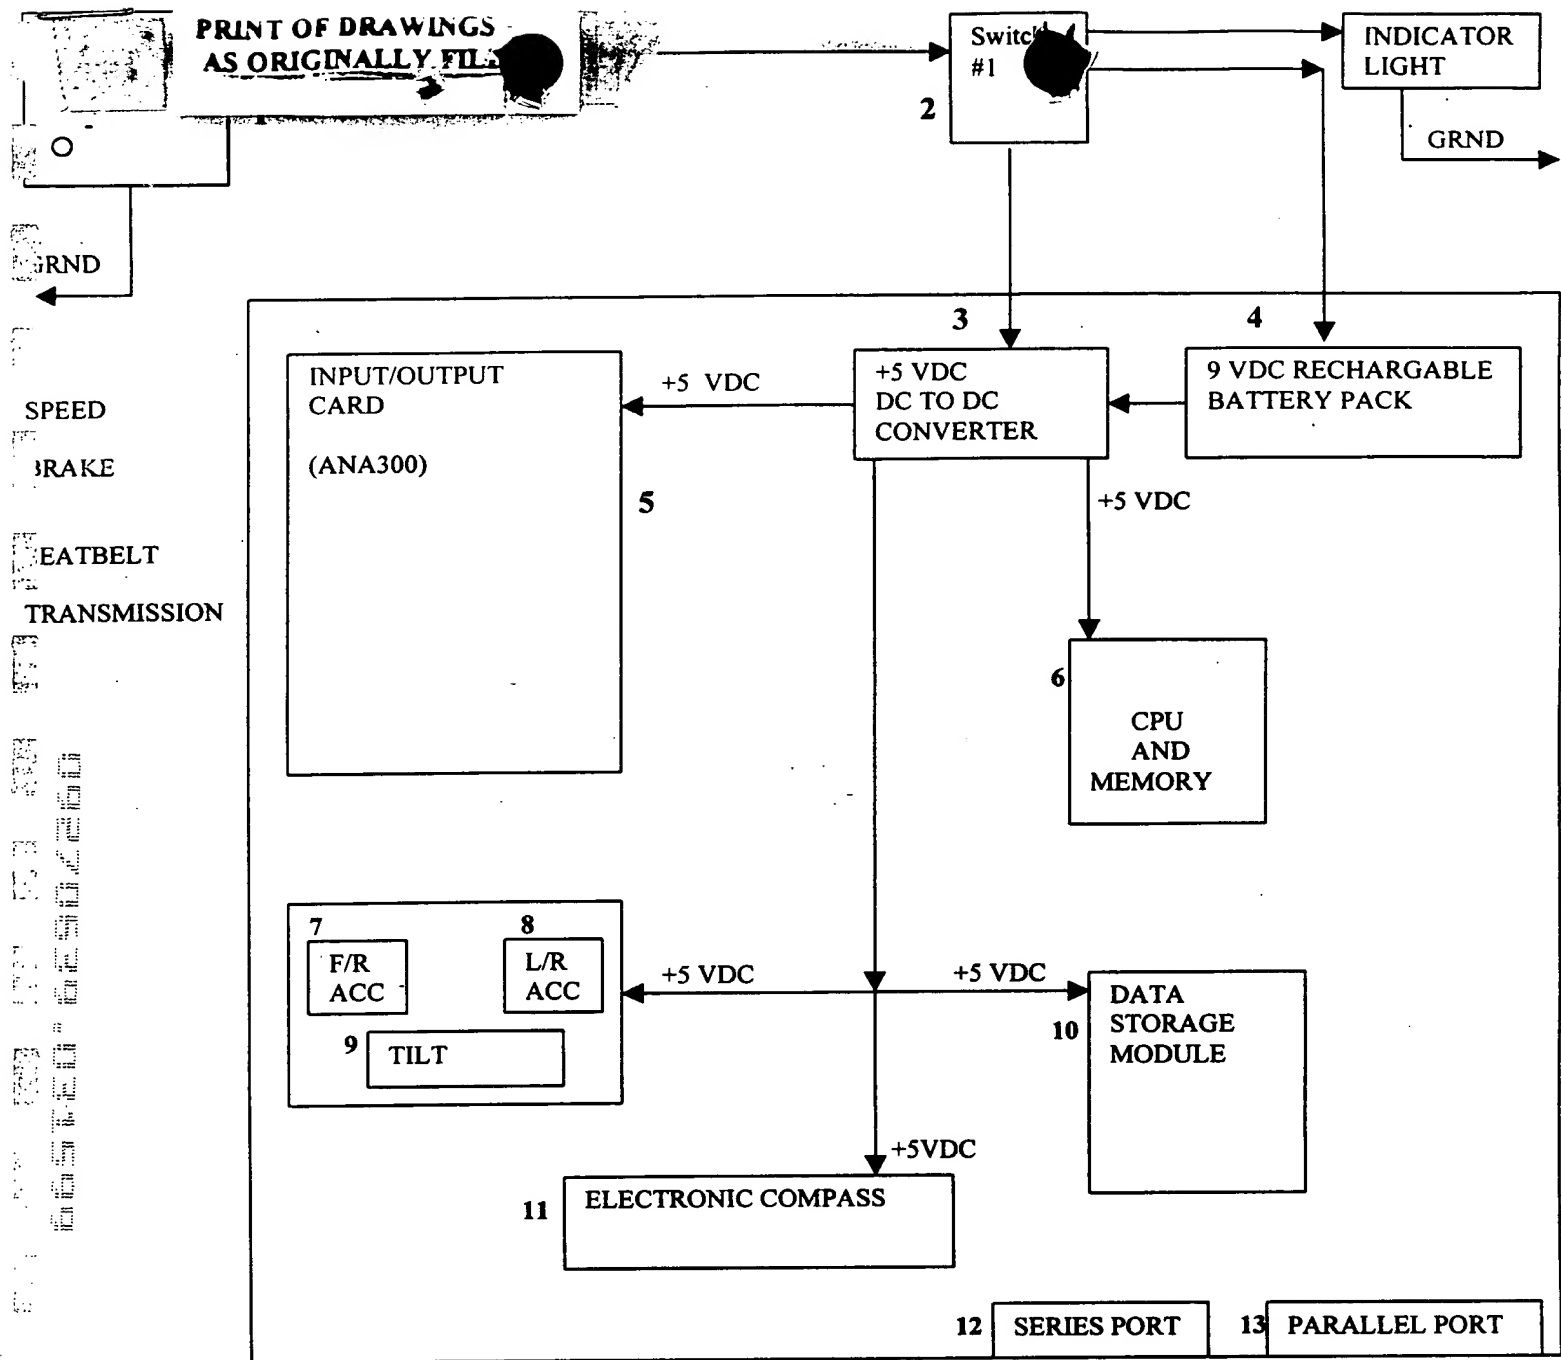 PRINT OF DRAWINGS
AS ORIGINALLY
#1
2
INDICATOR
LIGHT
GRND
3
4
INPUT/OUTPUT
CARD
(ANA300)
5
+5 VDC
+5 VDC
DC TO DC
CONVERTER
9 VDC RECHARGABLE
BATTERY PACK
SPEED
TRANSMISSION
+5 VDC
6
CPU
AND
MEMORY
7
F/R
ACC
8
L/R
ACC
9
TILT
+5 VDC
+5 VDC
10
DATA
STORAGE
MODULE
+5VDC
11
ELECTRONIC COMPASS
12
SERIES PORT
13
PARALLEL PORT